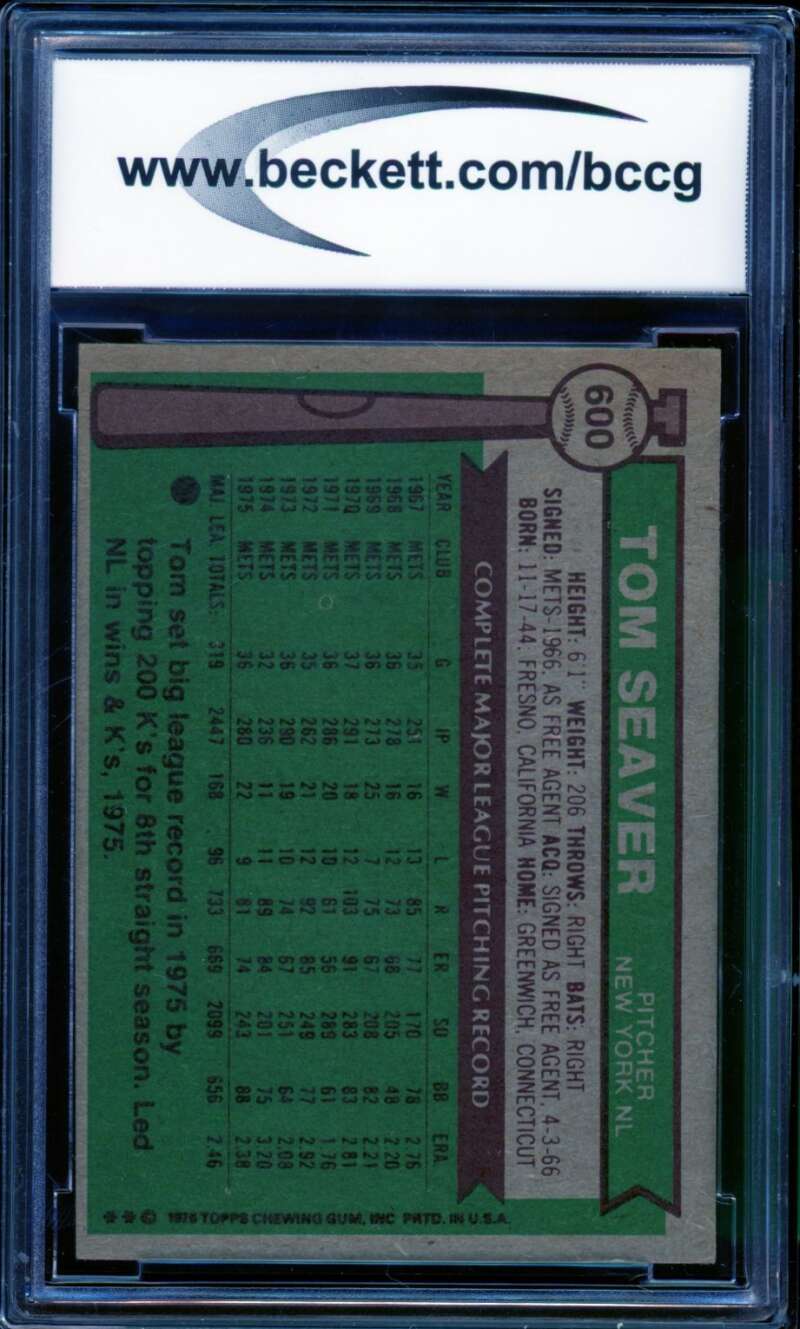 www.beckett.com/bccg
600
T
TOM SEAVER
PITCHER
NEW YORK NL
HEIGHT: 6'1" WEIGHT: 206 THROWS: RIGHT BATS: RIGHT
SIGNED: METS-1966, AS FREE AGENT ACQ: SIGNED AS FREE AGENT, 4-3-66
BORN: 11-17-44, FRESNO, CALIFORNIA HOME: GREENWICH, CONNECTICUT
COMPLETE MAJOR LEAGUE PITCHING RECORD
YEAR CLUB G IP W L R ER SO BB ERA
1967 METS 35 251 16 13 85 77 170 78 2.76
1968 METS 36 278 16 12 73 68 205 48 2.20
1969 METS 36 273 25 7 75 67 208 82 2.21
1970 METS 37 291 18 12 103 91 283 83 2.81
1971 METS 36 286 20 10 61 56 289 61 1.76
1972 METS 35 262 21 12 92 85 249 77 2.92
1973 METS 36 290 19 10 74 67 251 64 2.08
1974 METS 32 236 11 11 89 84 201 75 3.20
1975 METS 36 280 22 9 81 74 243 88 2.38
MAJ. LEA. TOTALS: 319 2447 168 96 733 669 2099 656 2.46
Tom set big league record in 1975 by
topping 200 K's for 8th straight season. Led
NL in wins & K's, 1975.
** © 1976 TOPPS CHEWING GUM, INC PRTD. IN U.S.A.